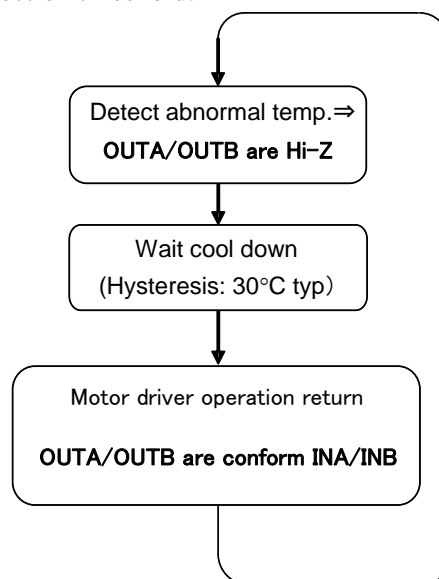 Detect abnormal temp.⇒
OUTA/OUTB are Hi-Z
Wait cool down
(Hysteresis: 30°C typ)
Motor driver operation return
OUTA/OUTB are conform INA/INB